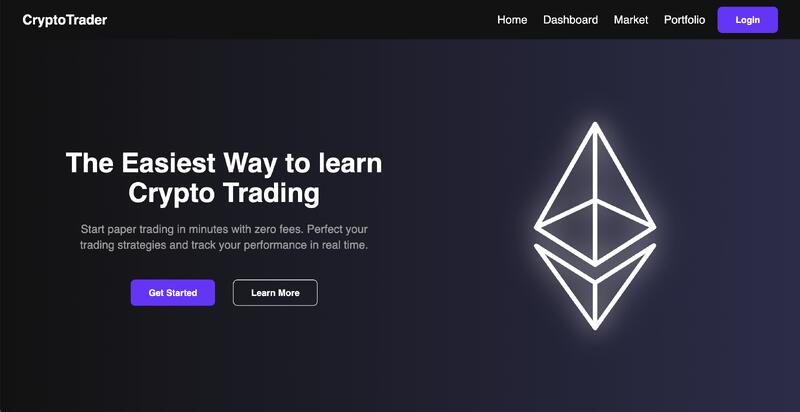 CryptoTrader
Home Dashboard Market Portfolio Login
The Easiest Way to learn
Crypto Trading
Start paper trading in minutes with zero fees. Perfect your
trading strategies and track your performance in real time.
Get Started Learn More